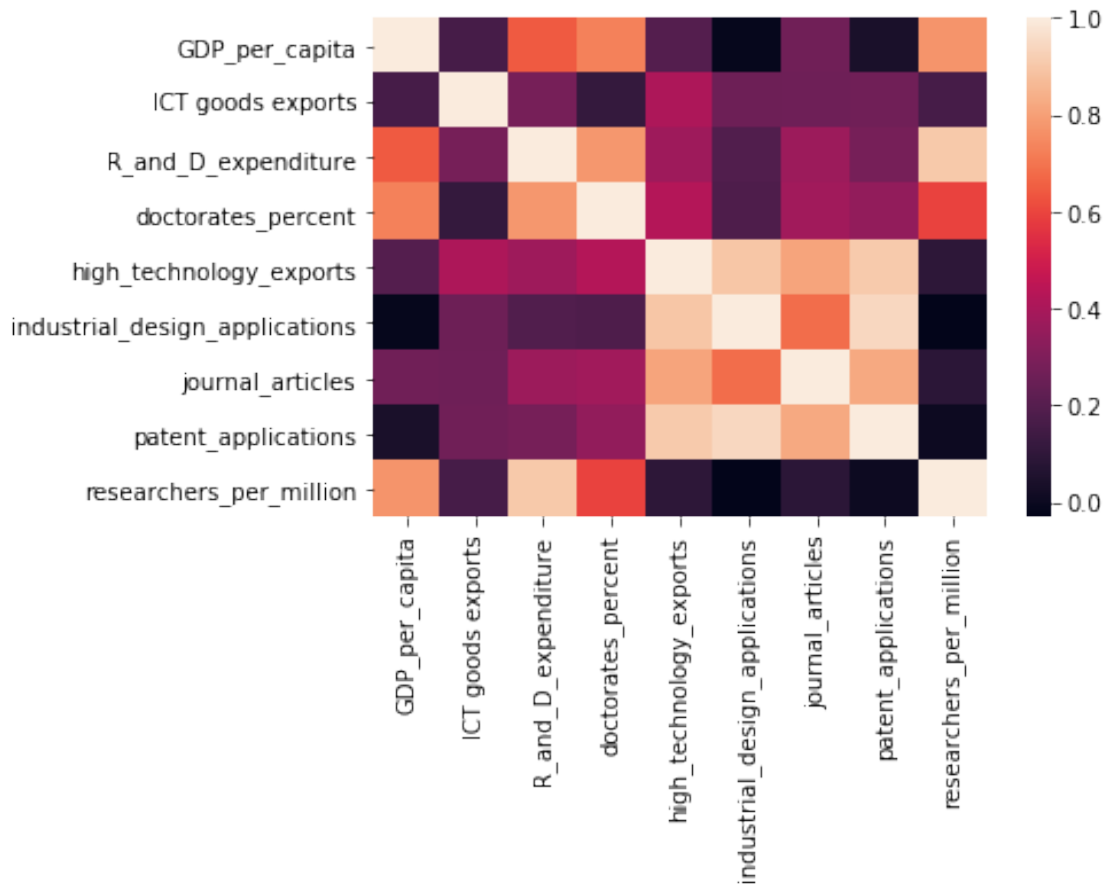 GDP_per_capita
ICT goods exports
R_and_D_expenditure
doctorates_percent
high_technology_exports
industrial_design_applications
journal_articles
patent_applications
researchers_per_million
GDP_per_capita
ICT goods exports
R_and_D_expenditure
doctorates_percent
high_technology_exports
industrial_design_applications
journal_articles
patent_applications
researchers_per_million
1.0
0.8
0.6
0.4
0.2
0.0